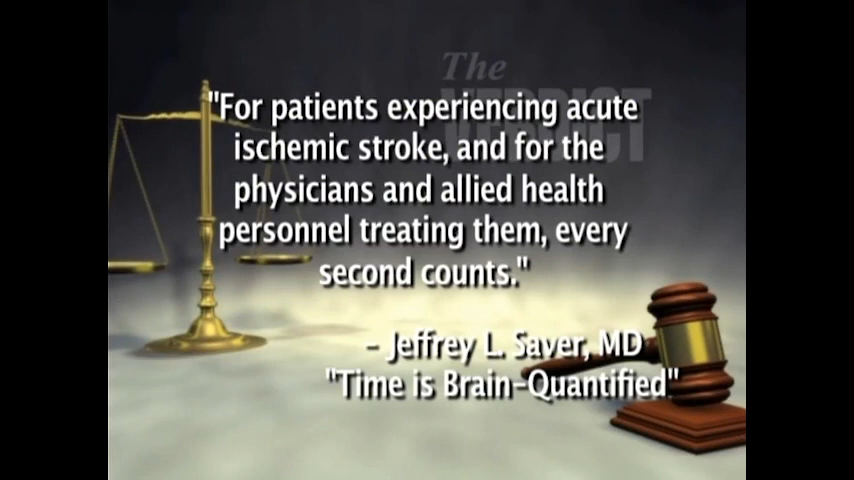 The
VERDICT
"For patients experiencing acute
ischemic stroke, and for the
physicians and allied health
personnel treating them, every
second counts."
- Jeffrey L. Saver, MD
"Time is Brain-Quantified"